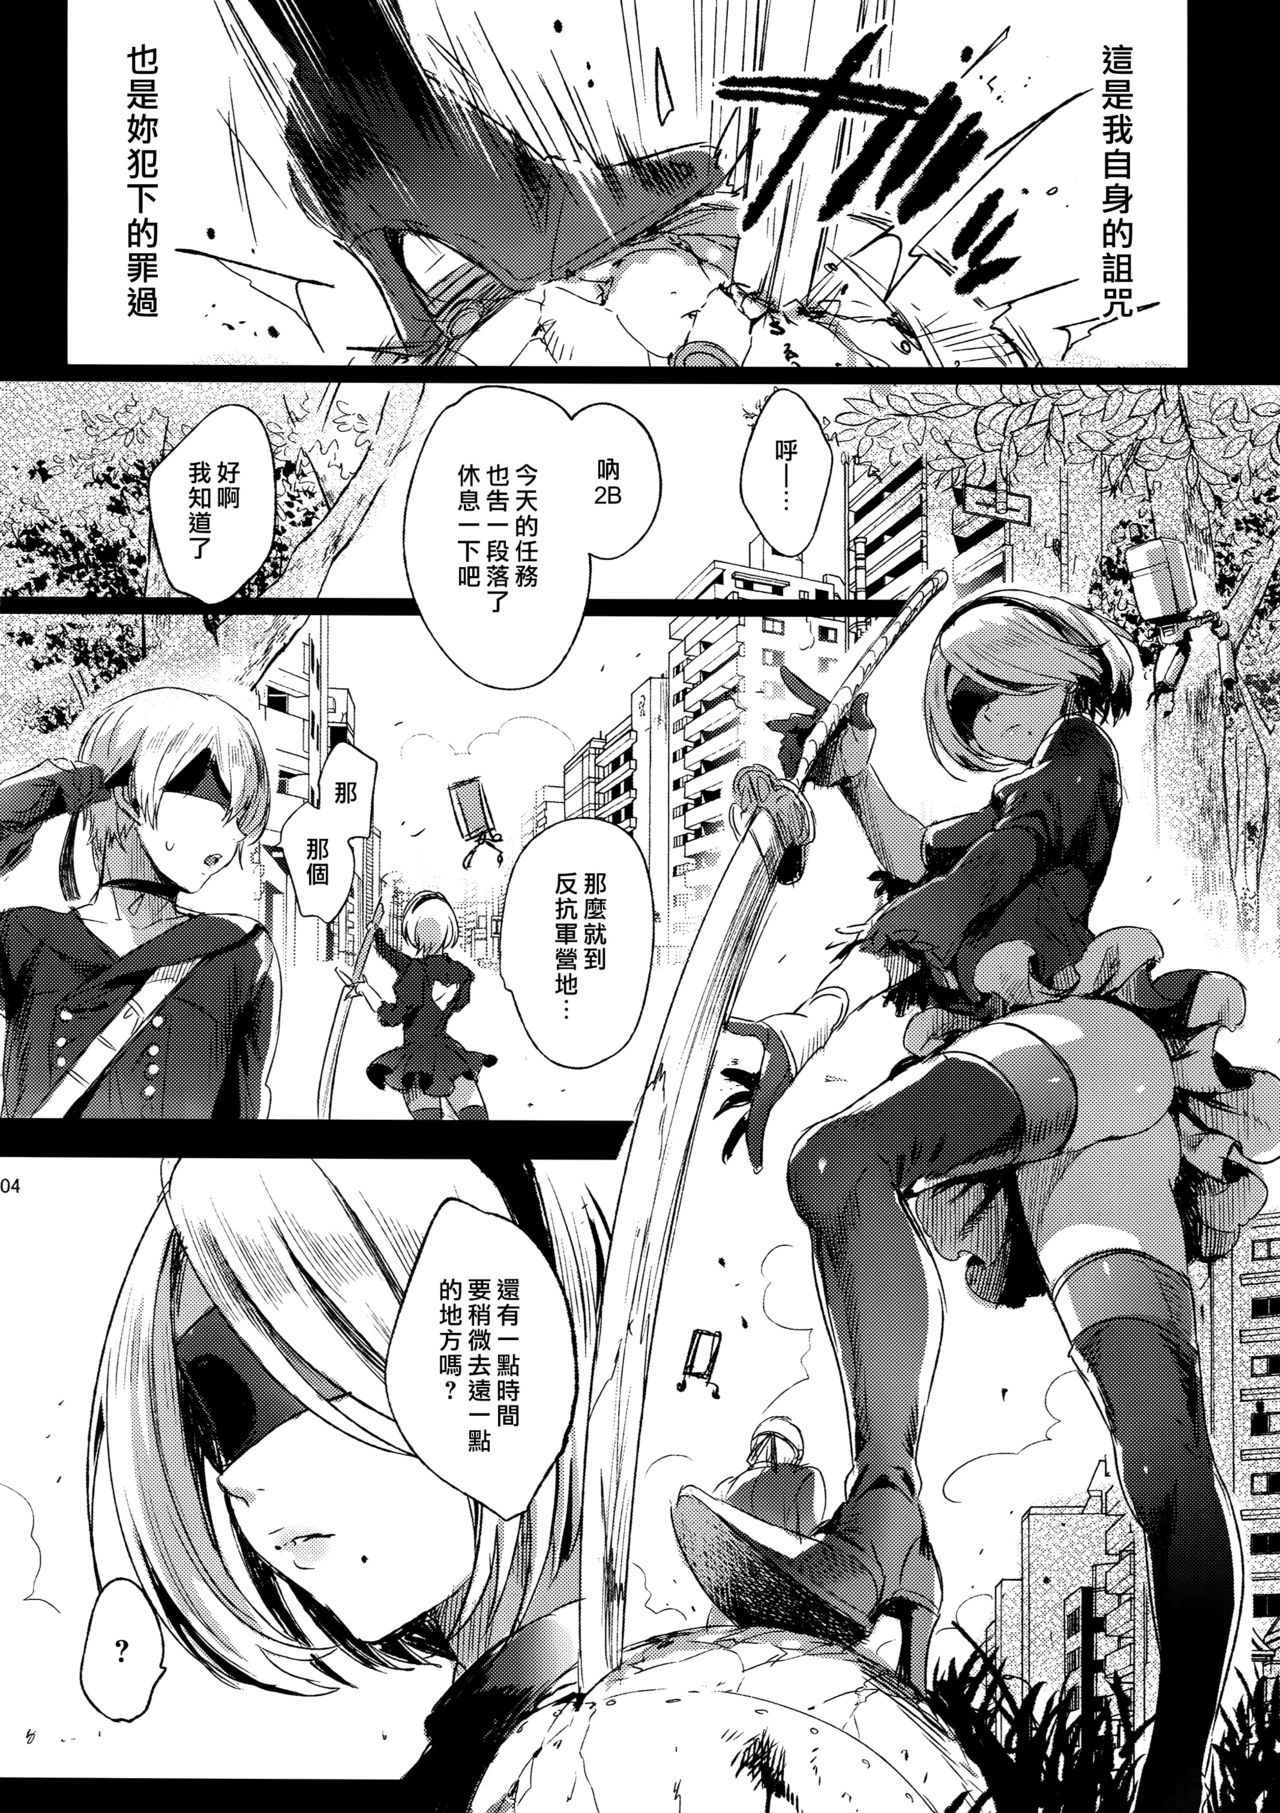 這是我自身的詛咒
也是妳犯下的罪過
ガッ
呼—…
吶
2B
今天的任務
也告一段落了
休息一下吧
好啊
我知道了
那麼就到
反抗軍營地…
那
那個
還有一點時間
要稍微去遠一點
的地方嗎?
?
04